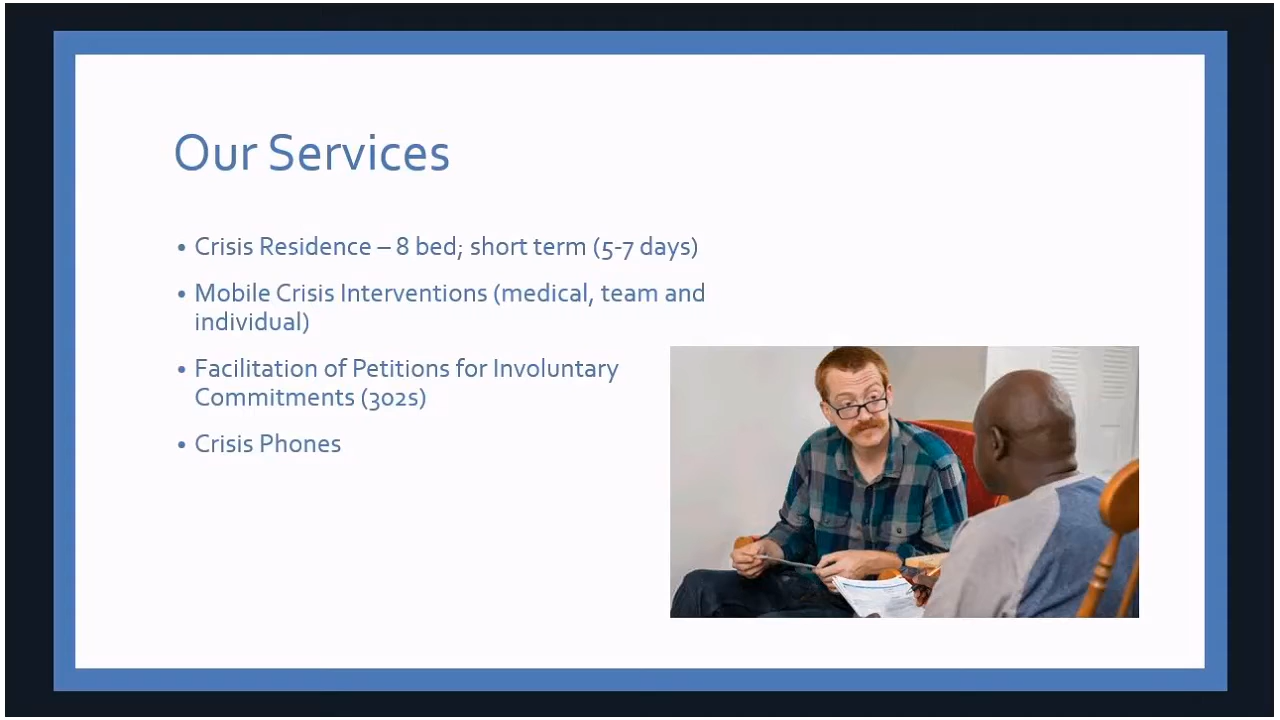 Our Services
• Crisis Residence – 8 bed; short term (5-7 days)
• Mobile Crisis Interventions (medical, team and
individual)
• Facilitation of Petitions for Involuntary
Commitments (302s)
• Crisis Phones